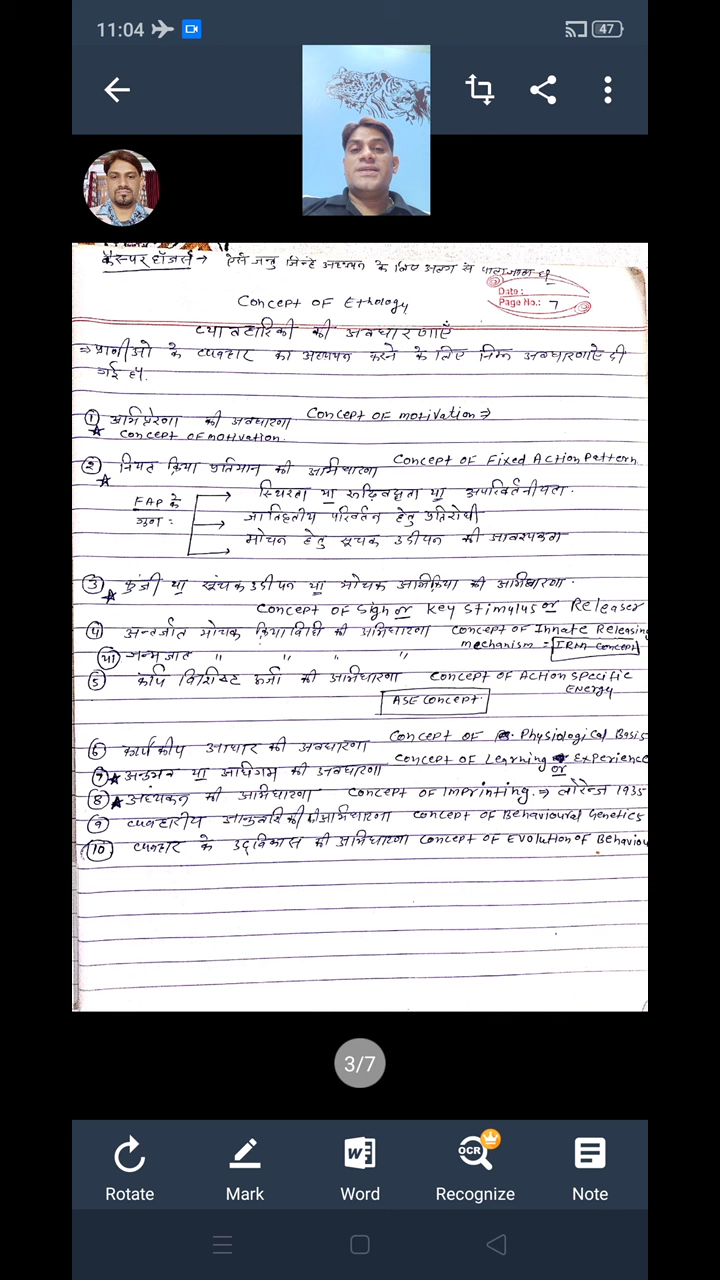 11:04
47
कैस्पर हॉजर्स → ऐसे जन्तु जिन्हे अध्ययन के लिए अलग से पाला जाता है
Date:
Page No.: 7
Concept of Ethology
व्यावहारिकी की अवधारणाएँ
⇒ प्राणीओ के व्यवहार का अध्ययन करने के लिए निम्न अवधारणाएँ दी
गई हैं.
① अभिप्रेरणा की अवधारणा Concept of motivation ⇒
Concept of motivation.
② नियत क्रिया प्रतिमान की अभिधारणा Concept of Fixed Action Pattern
FAP के गुण: → स्थिरता या रूढ़िबद्धता या अपरिवर्तनीयता.
→ जातिवृतीय परिवर्तन हेतु प्रतिरोधी
→ मोचन हेतु सूचक उद्दीपन की आवश्यकता
③ कुंजी या सूंचक उद्दीपन या मोचक अभिक्रिया की अभिधारणा.
Concept of Sign or Key Stimulus or Releaser
4 अन्तर्जात मोचक क्रियाविधि की अभिधारणा Concept of Innate Releasing
mechanism = IRM Concept
या जन्मजात " " " "
⑤ कार्य विशिष्ट ऊर्जा की अभिधारणा Concept of Action Specific
Energy
ASE Concept.
⑥ कार्यकीय आधार की अवधारणा Concept of Physiological Basis
⑦ अनुभव या अधिगम की अवधारणा Concept of Learning or Experience
⑧ अध्यंकन की अभिधारणा Concept of Imprinting. ⇒ लोरेन्ज 1935
⑨ व्यवहारीय आनुवांशिकी की अभिधारणा Concept of Behavioural Genetics
⑩ व्यवहार के उद्विकास की अभिधारणा Concept of Evolution of Behaviou
3/7
Rotate
Mark
W
Word
OCR
Recognize
Note